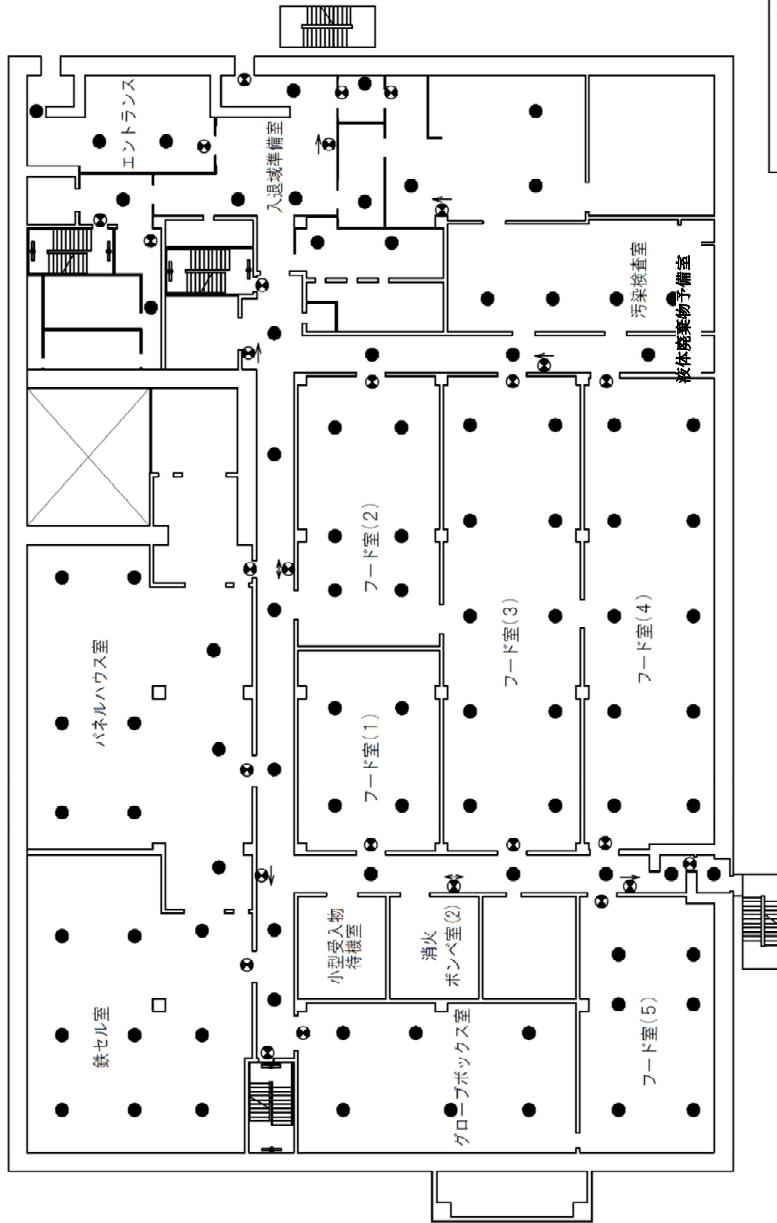 鉄セル室
パネルハウス室
エントランス
入退域準備室
小型受入物
待機室
消火
ボンベ室(2)
グローブボックス室
フード室(1)
フード室(2)
フード室(3)
フード室(4)
フード室(5)
汚染検査室
液体廃棄物予備室